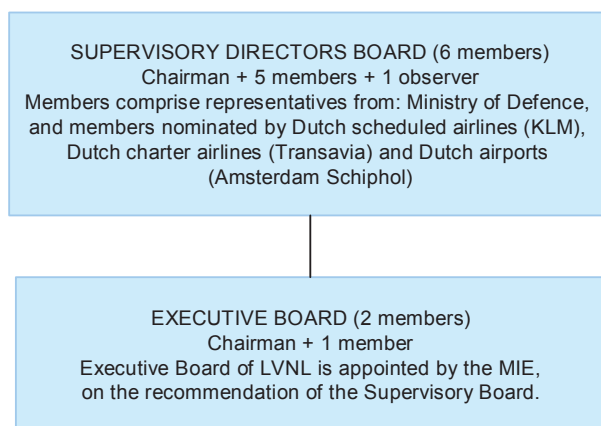 SUPERVISORY DIRECTORS BOARD (6 members)
Chairman + 5 members + 1 observer
Members comprise representatives from: Ministry of Defence,
and members nominated by Dutch scheduled airlines (KLM),
Dutch charter airlines (Transavia) and Dutch airports
(Amsterdam Schiphol)
EXECUTIVE BOARD (2 members)
Chairman + 1 member
Executive Board of LVNL is appointed by the MIE,
on the recommendation of the Supervisory Board.